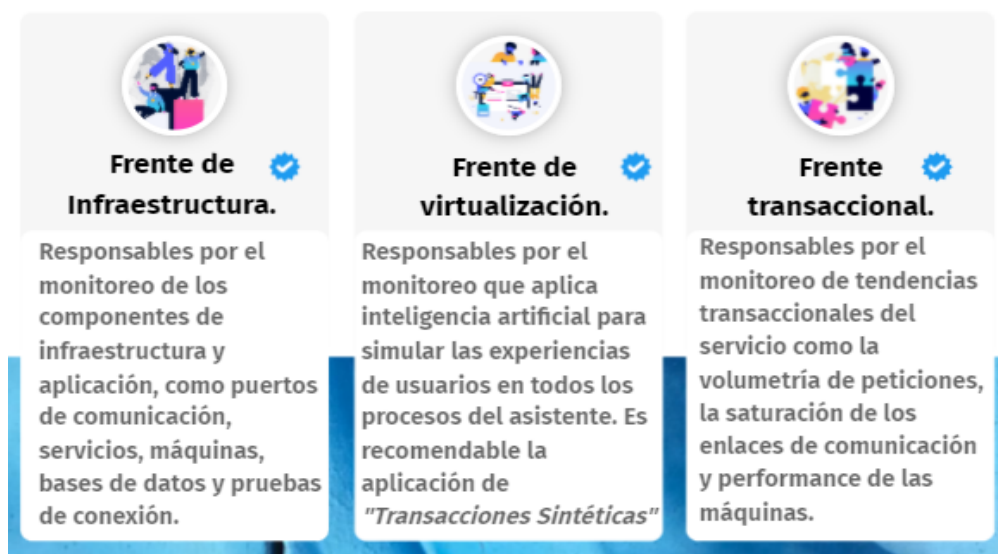 Frente de
Infraestructura.
Responsables por el
monitoreo de los
componentes de
infraestructura y
aplicación, como puertos
de comunicación,
servicios, máquinas,
bases de datos y pruebas
de conexión.
Frente de
virtualización.
Responsables por el
monitoreo que aplica
inteligencia artificial para
simular las experiencias
de usuarios en todos los
procesos del asistente. Es
recomendable la
aplicación de
"Transacciones Sintéticas"
Frente
transaccional.
Responsables por el
monitoreo de tendencias
transaccionales del
servicio como la
volumetría de peticiones,
la saturación de los
enlaces de comunicación
y performance de las
máquinas.